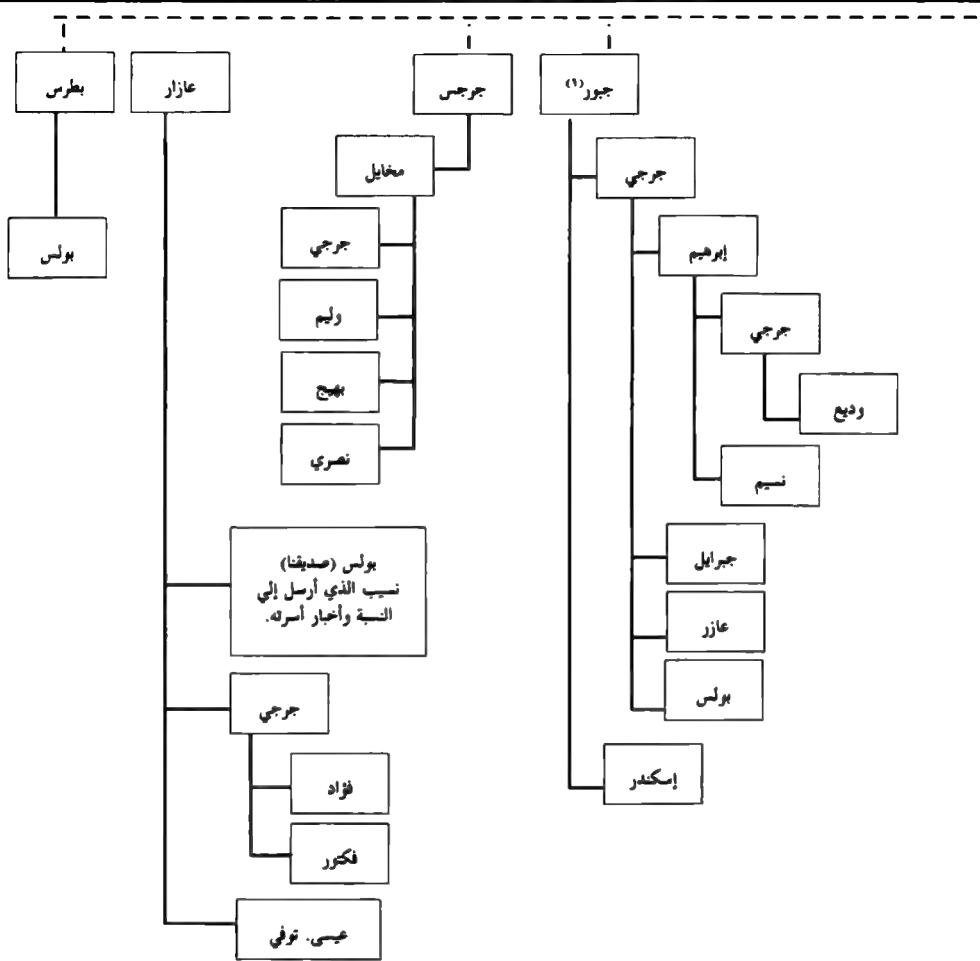 جبور(١)
جرجس
عازار
بطرس
جرجي
إبرهيم
جرجي
وديع
نسيم
جبرايل
عازر
بولس
إسكندر
مخايل
جرجي
وليم
بهيج
نصري
بولس (صديقنا)
نسيب الذي أرسل إلي
النسبة وأخبار أسرته.
جرجي
فؤاد
فكتور
عيسى. توفي
بولس